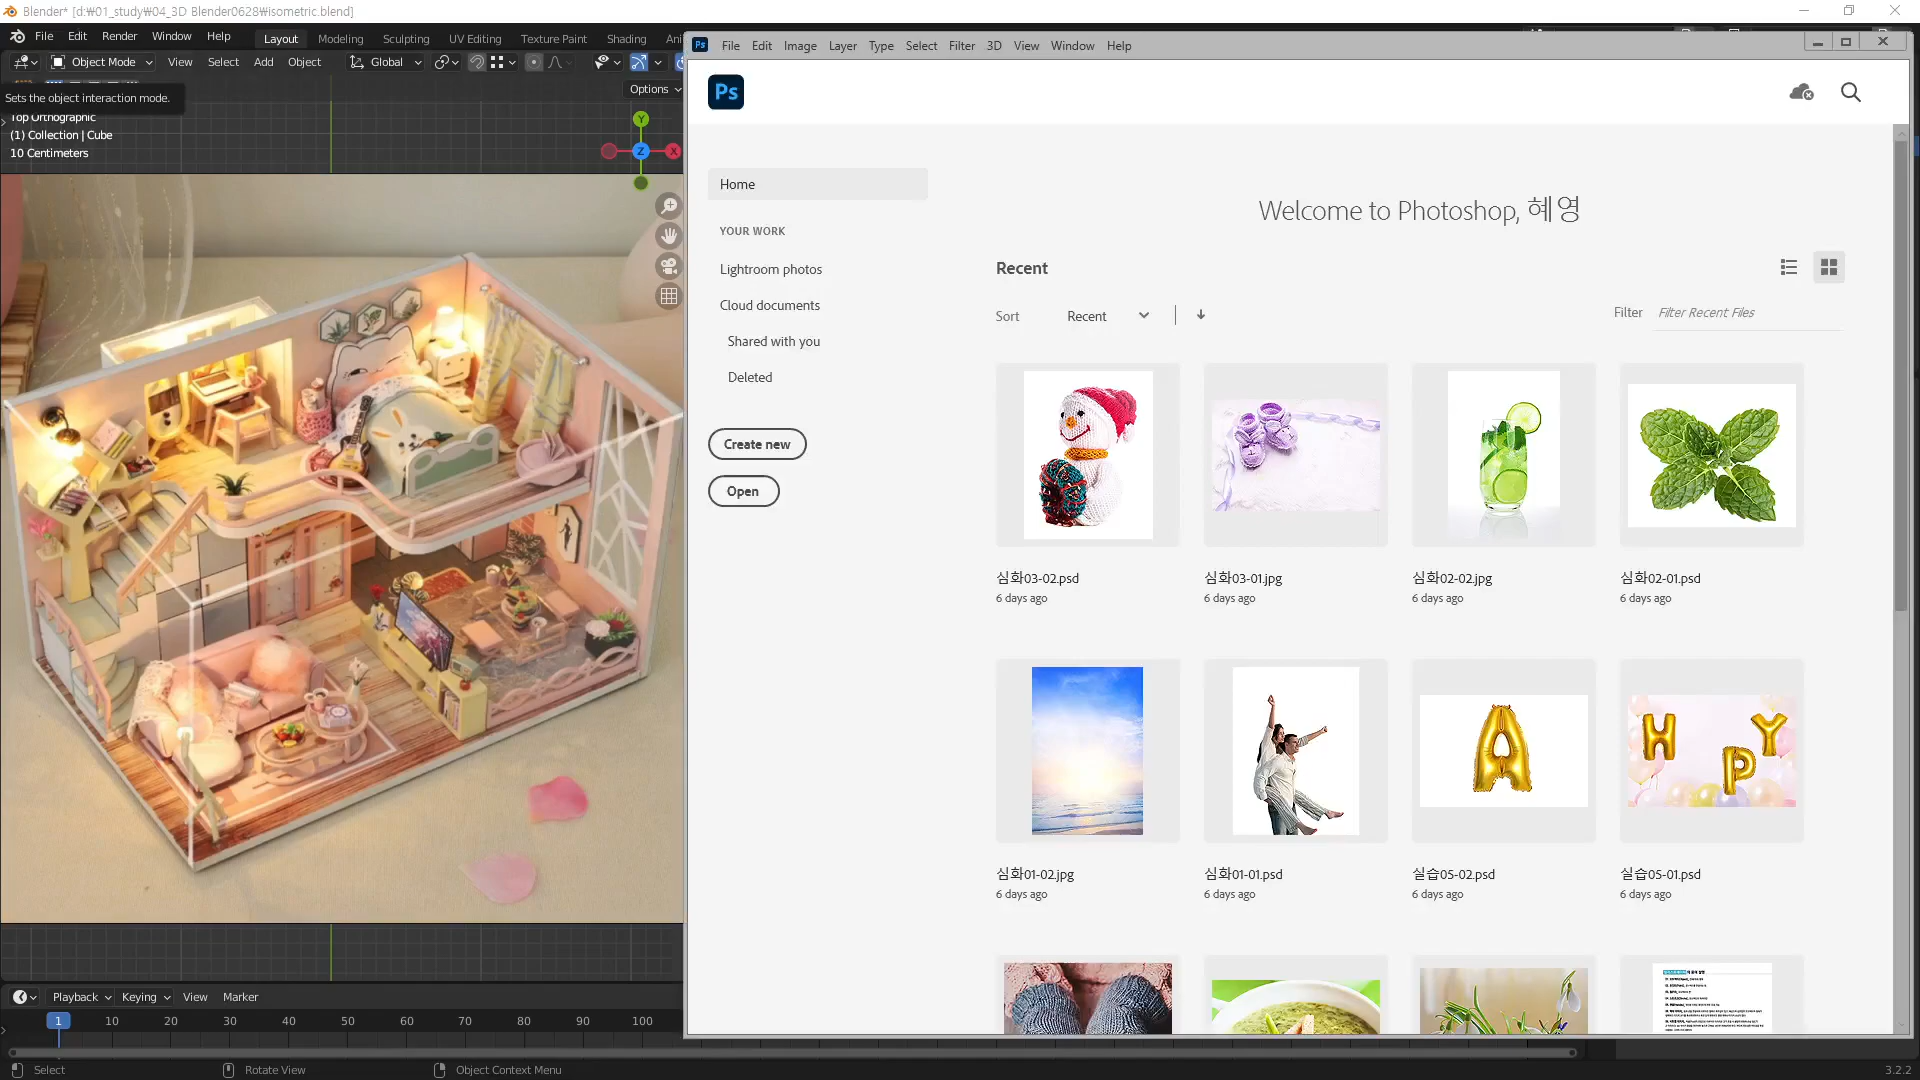 Blender* [d:₩01_study₩04_3D Blender0628₩isometric.blend]
File Edit Render Window Help Layout Modeling Sculpting UV Editing Texture Paint Shading
Object Mode View Select Add Object Global
Options
Sets the object interaction mode.
Top Orthographic
(1) Collection | Cube
10 Centimeters
Y
Z
X
Ps File Edit Image Layer Type Select Filter 3D View Window Help
Ps
Home
YOUR WORK
Lightroom photos
Cloud documents
Shared with you
Deleted
Create new
Open
Welcome to Photoshop, 혜영
Recent
Sort Recent
Filter Filter Recent Files
심화03-02.psd
6 days ago
심화03-01.jpg
6 days ago
심화02-02.jpg
6 days ago
심화02-01.psd
6 days ago
A
H P Y
심화01-02.jpg
6 days ago
심화01-01.psd
6 days ago
실습05-02.psd
6 days ago
실습05-01.psd
6 days ago
Playback Keying View Marker
1 10 20 30 40 50 60 70 80 90 100
Select Rotate View Object Context Menu
3.2.2